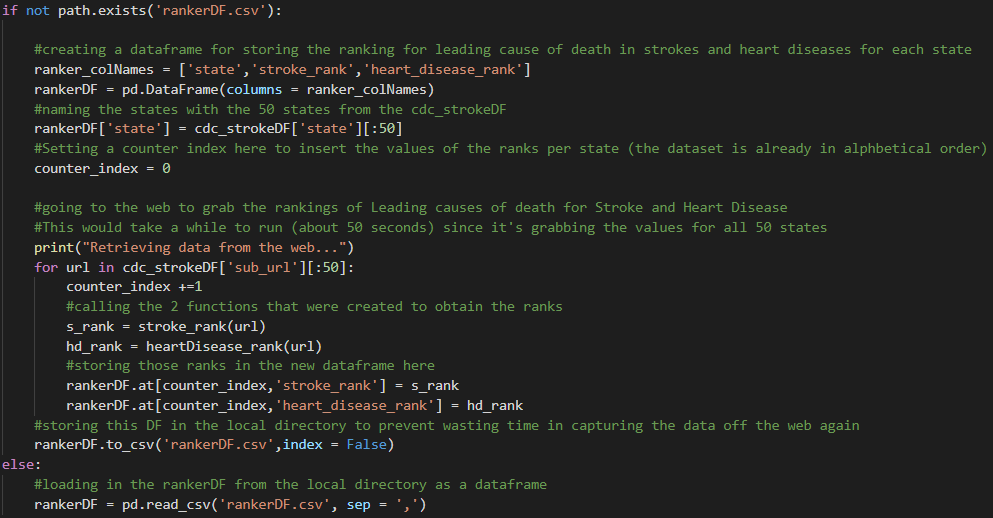 if not path.exists('rankerDF.csv'):
    #creating a dataframe for storing the ranking for leading cause of death in strokes and heart diseases for each state
    ranker_colNames = ['state','stroke_rank','heart_disease_rank']
    rankerDF = pd.DataFrame(columns = ranker_colNames)
    #naming the states with the 50 states from the cdc_strokeDF
    rankerDF['state'] = cdc_strokeDF['state'][:50]
    #Setting a counter index here to insert the values of the ranks per state (the dataset is already in alphbetical order)
    counter_index = 0
    #going to the web to grab the rankings of Leading causes of death for Stroke and Heart Disease
    #This would take a while to run (about 50 seconds) since it's grabbing the values for all 50 states
    print("Retrieving data from the web...")
    for url in cdc_strokeDF['sub_url'][:50]:
        counter_index +=1
        #calling the 2 functions that were created to obtain the ranks
        s_rank = stroke_rank(url)
        hd_rank = heartDisease_rank(url)
        #storing those ranks in the new dataframe here
        rankerDF.at[counter_index,'stroke_rank'] = s_rank
        rankerDF.at[counter_index,'heart_disease_rank'] = hd_rank
    #storing this DF in the local directory to prevent wasting time in capturing the data off the web again
    rankerDF.to_csv('rankerDF.csv',index = False)
else:
    #loading in the rankerDF from the local directory as a dataframe
    rankerDF = pd.read_csv('rankerDF.csv', sep = ',')